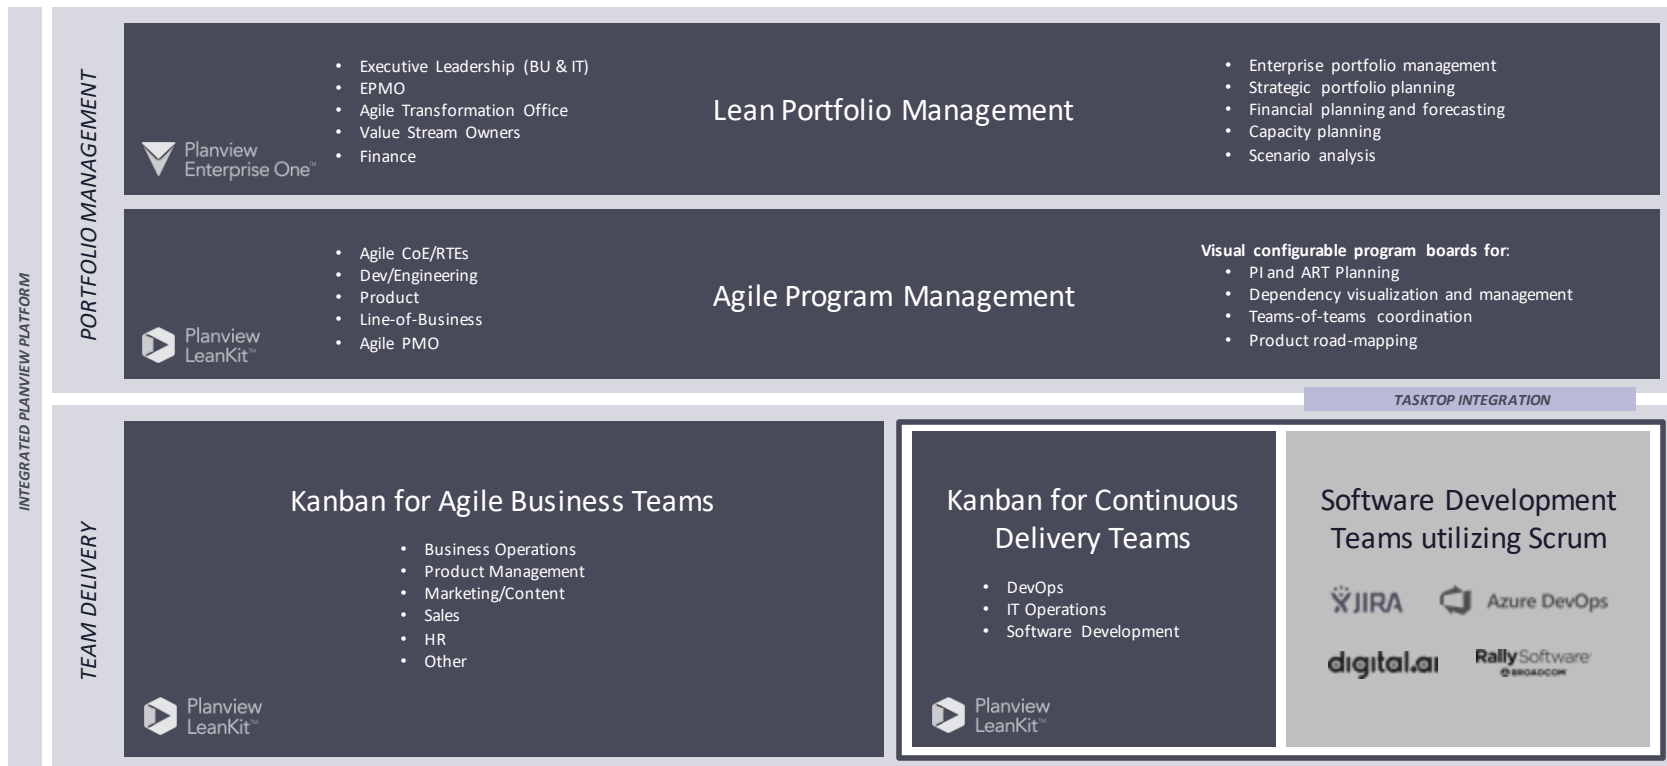 INTEGRATED PLANVIEW PLATFORM
PORTFOLIO MANAGEMENT
Planview
Enterprise One™
• Executive Leadership (BU & IT)
• EPMO
• Agile Transformation Office
• Value Stream Owners
• Finance
Lean Portfolio Management
• Enterprise portfolio management
• Strategic portfolio planning
• Financial planning and forecasting
• Capacity planning
• Scenario analysis
Planview
LeanKit™
• Agile CoE/RTEs
• Dev/Engineering
• Product
• Line-of-Business
• Agile PMO
Agile Program Management
Visual configurable program boards for:
• PI and ART Planning
• Dependency visualization and management
• Teams-of-teams coordination
• Product road-mapping
TASKTOP INTEGRATION
TEAM DELIVERY
Kanban for Agile Business Teams
• Business Operations
• Product Management
• Marketing/Content
• Sales
• HR
• Other
Planview
LeanKit™
Kanban for Continuous
Delivery Teams
• DevOps
• IT Operations
• Software Development
Planview
LeanKit™
Software Development
Teams utilizing Scrum
JIRA
Azure DevOps
digital.ai
RallySoftware
BROADCOM